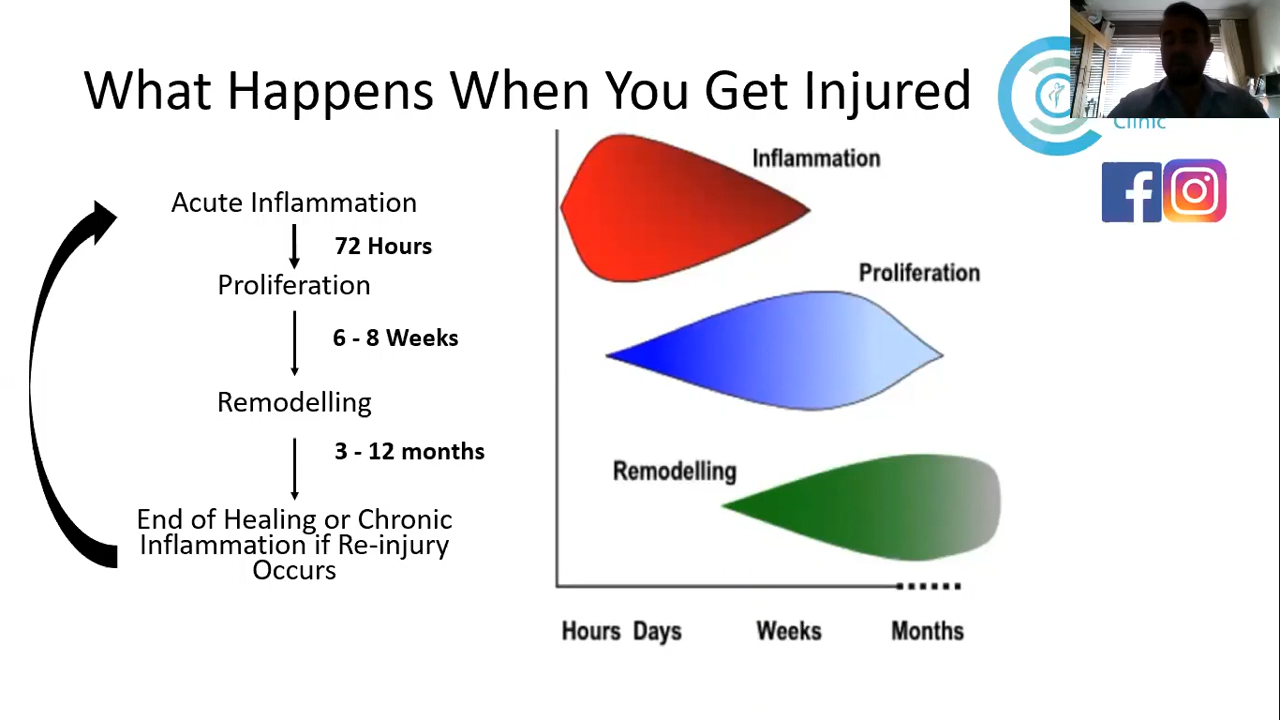 What Happens When You Get Injured
Clinic
Acute Inflammation
72 Hours
Proliferation
6 - 8 Weeks
Remodelling
3 - 12 months
End of Healing or Chronic
Inflammation if Re-injury
Occurs
Inflammation
Proliferation
Remodelling
Hours Days Weeks Months